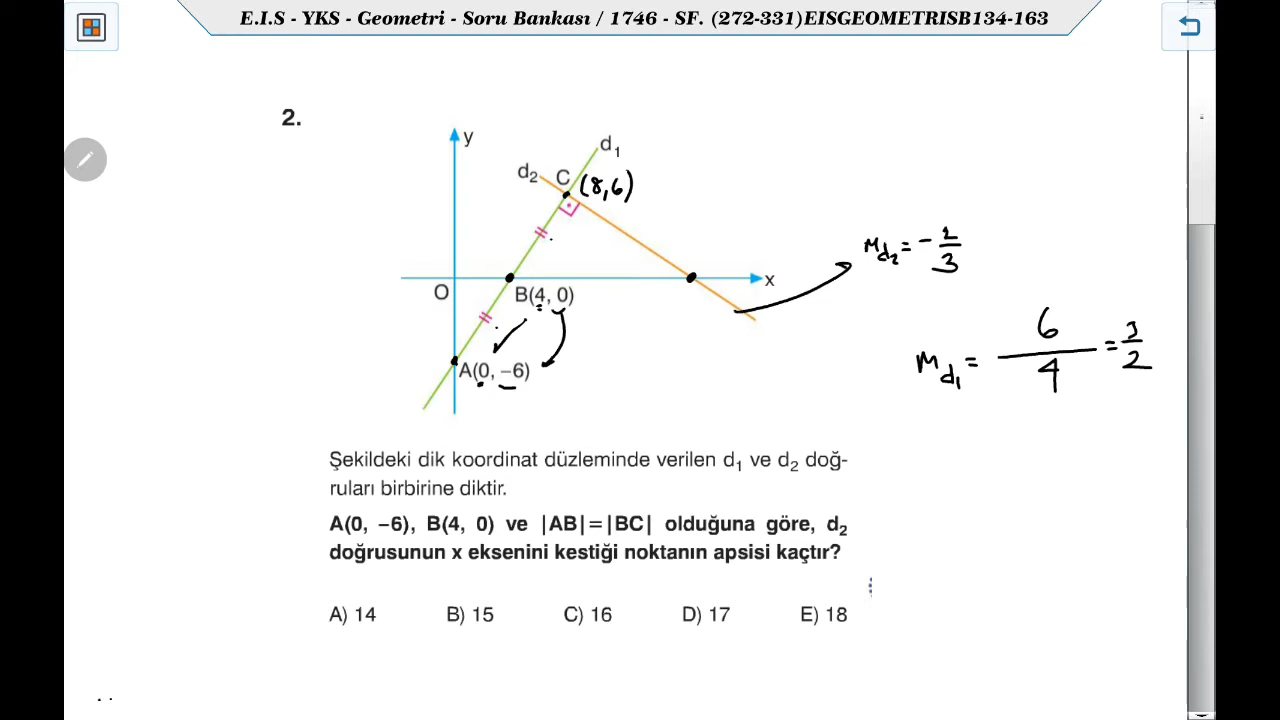 E.I.S - YKS - Geometri - Soru Bankası / 1746 - SF. (272-331)EISGEOMETRISB134-163
2.
y
d₁
d₂ C (8,6)
m_d₂ = -2/3
O
B(4, 0)
x
A(0, −6)
m_d₁ = 6/4 = 3/2
Şekildeki dik koordinat düzleminde verilen d₁ ve d₂ doğ-
ruları birbirine diktir.
A(0, −6), B(4, 0) ve |AB|=|BC| olduğuna göre, d₂
doğrusunun x eksenini kestiği noktanın apsisi kaçtır?
A) 14 B) 15 C) 16 D) 17 E) 18